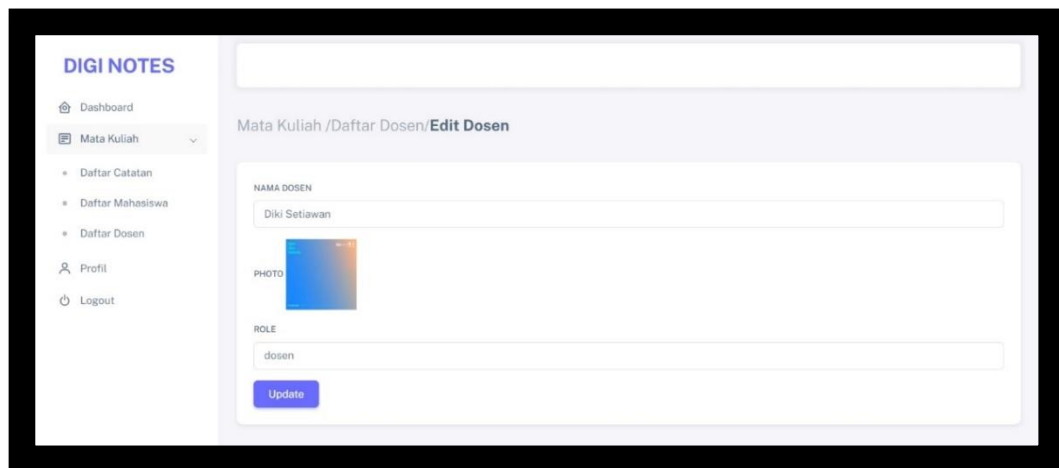 DIGI NOTES
Dashboard
Mata Kuliah
Daftar Catatan
Daftar Mahasiswa
Daftar Dosen
Profil
Logout
Mata Kuliah /Daftar Dosen/Edit Dosen
NAMA DOSEN
Diki Setiawan
PHOTO
ROLE
dosen
Update